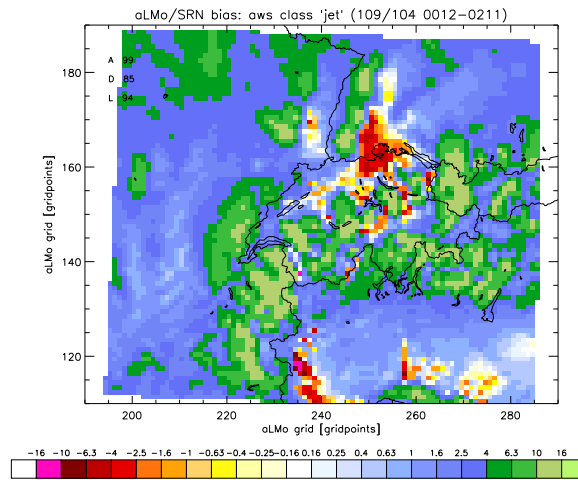 aLMo/SRN bias: aws class 'jet' (109/104 0012-0211)
A 99
D 85
L 94
aLMo grid [gridpoints]
180
160
140
120
200 220 240 260 280
aLMo grid [gridpoints]
-16 -10 -6.3 -4 -2.5 -1.6 -1 -0.63 -0.4 -0.25 -0.16 0.16 0.25 0.4 0.63 1 1.6 2.5 4 6.3 10 16